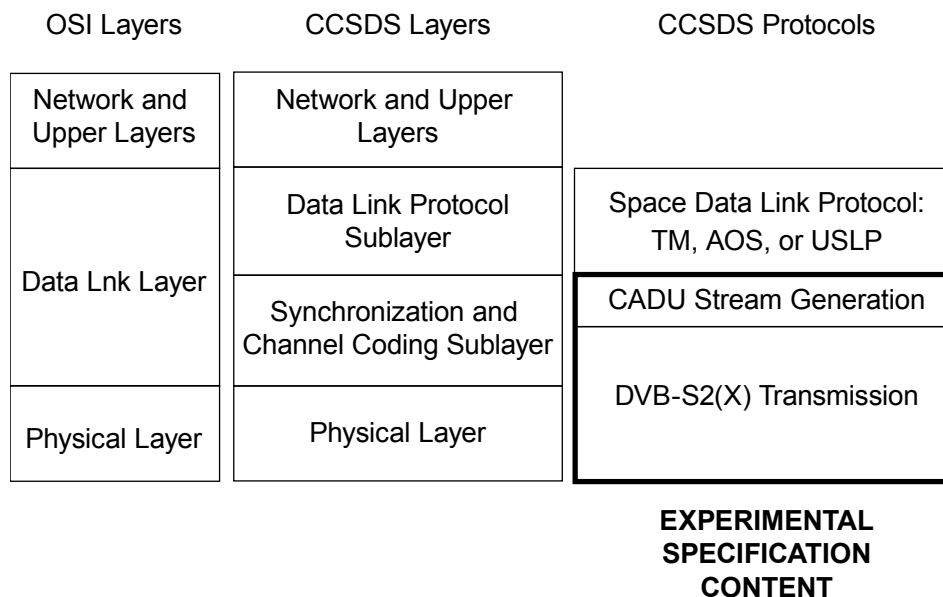 OSI Layers
CCSDS Layers
CCSDS Protocols
Network and
Upper Layers
Network and Upper
Layers
Data Link Protocol
Sublayer
Space Data Link Protocol:
TM, AOS, or USLP
Data Lnk Layer
Synchronization and
Channel Coding Sublayer
CADU Stream Generation
DVB-S2(X) Transmission
Physical Layer
Physical Layer
EXPERIMENTAL
SPECIFICATION
CONTENT